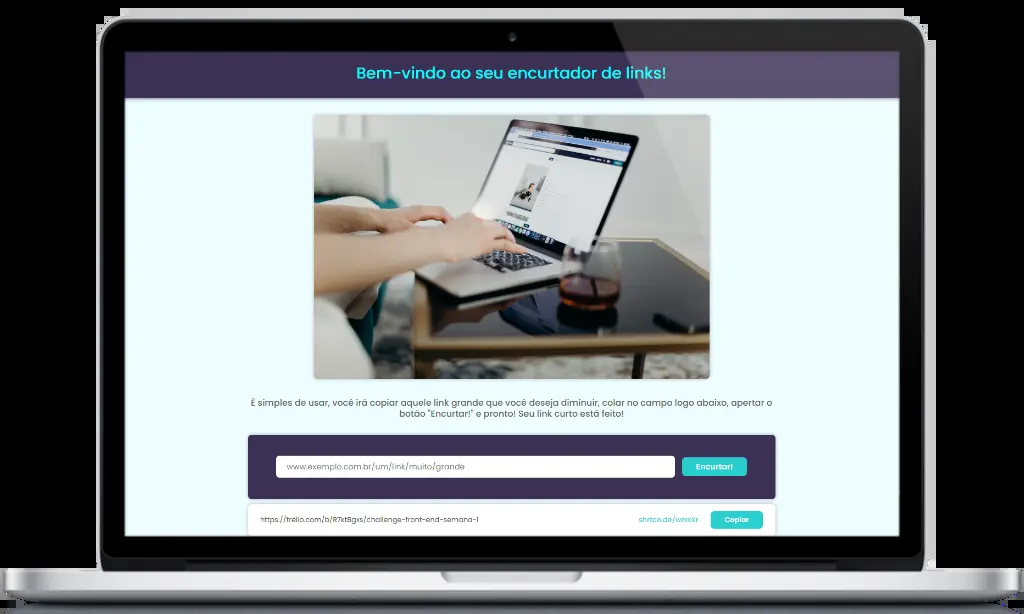 Bem-vindo ao seu encurtador de links!
É simples de usar, você irá copiar aquele link grande que você deseja diminuir, colar no campo logo abaixo, apertar o
botão "Encurtar!" e pronto! Seu link curto está feito!
www.exemplo.com.br/um/link/muito/grande Encurtar!
https://trello.com/b/R7kt8gxs/challenge-front-end-semana-1 shrtco.de/wnxXr Copiar